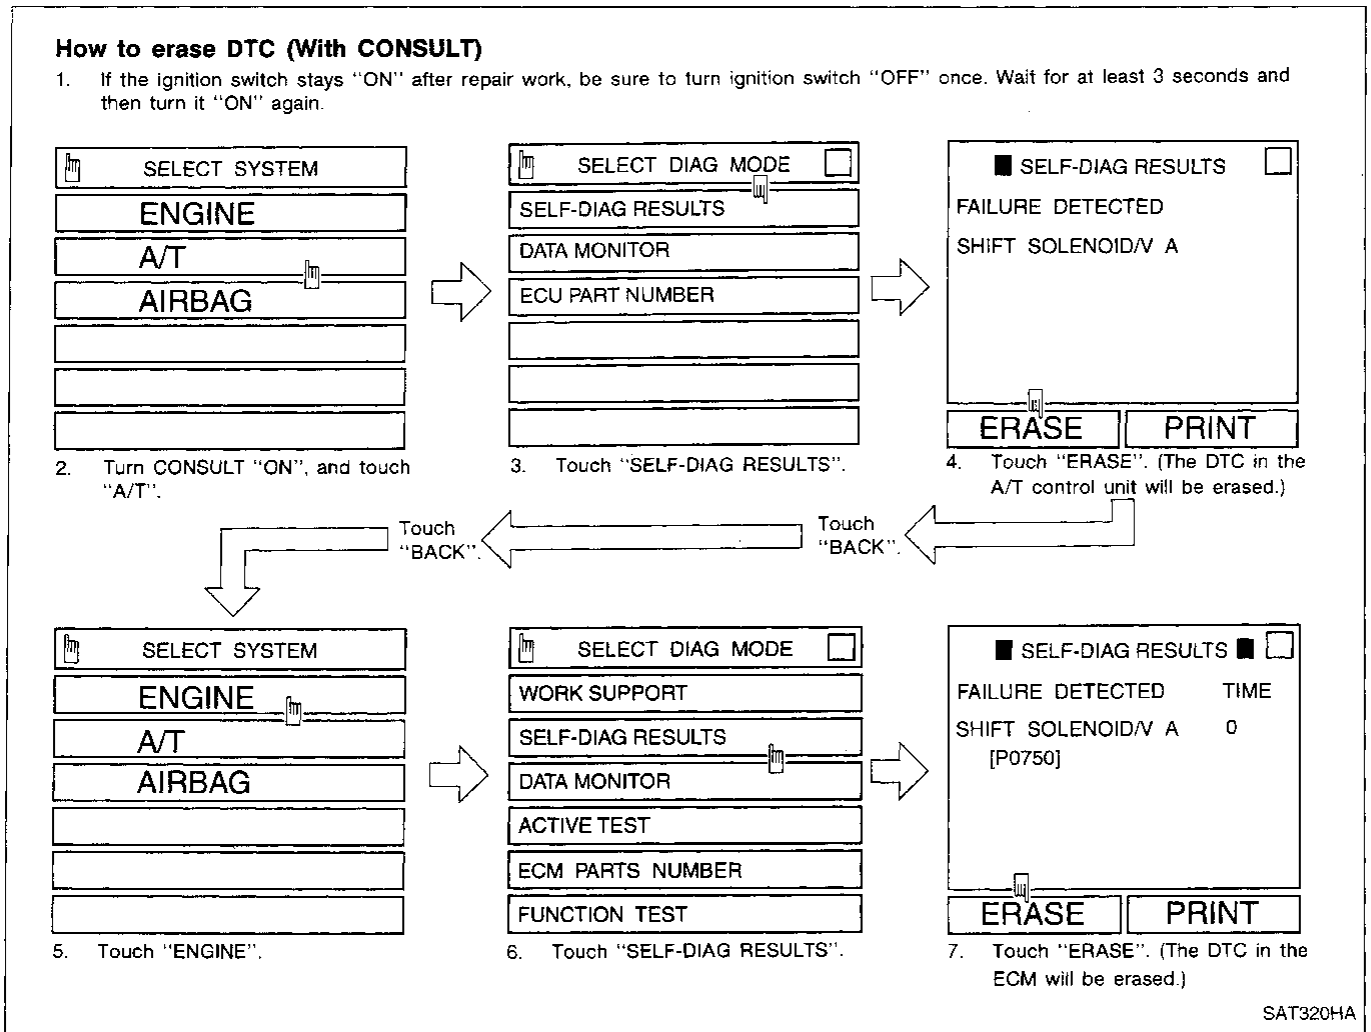 How to erase DTC (With CONSULT)
1. If the ignition switch stays "ON" after repair work, be sure to turn ignition switch "OFF" once. Wait for at least 3 seconds and
then turn it "ON" again.
SELECT SYSTEM
ENGINE
A/T
AIRBAG
2. Turn CONSULT "ON", and touch
"A/T".
SELECT DIAG MODE
SELF-DIAG RESULTS
DATA MONITOR
ECU PART NUMBER
3. Touch "SELF-DIAG RESULTS".
SELF-DIAG RESULTS
FAILURE DETECTED
SHIFT SOLENOID/V A
ERASE PRINT
4. Touch "ERASE". (The DTC in the
A/T control unit will be erased.)
Touch
"BACK".
Touch
"BACK".
SELECT SYSTEM
ENGINE
A/T
AIRBAG
5. Touch "ENGINE".
SELECT DIAG MODE
WORK SUPPORT
SELF-DIAG RESULTS
DATA MONITOR
ACTIVE TEST
ECM PARTS NUMBER
FUNCTION TEST
6. Touch "SELF-DIAG RESULTS".
SELF-DIAG RESULTS
FAILURE DETECTED TIME
SHIFT SOLENOID/V A 0
[P0750]
ERASE PRINT
7. Touch "ERASE". (The DTC in the
ECM will be erased.)
SAT320HA